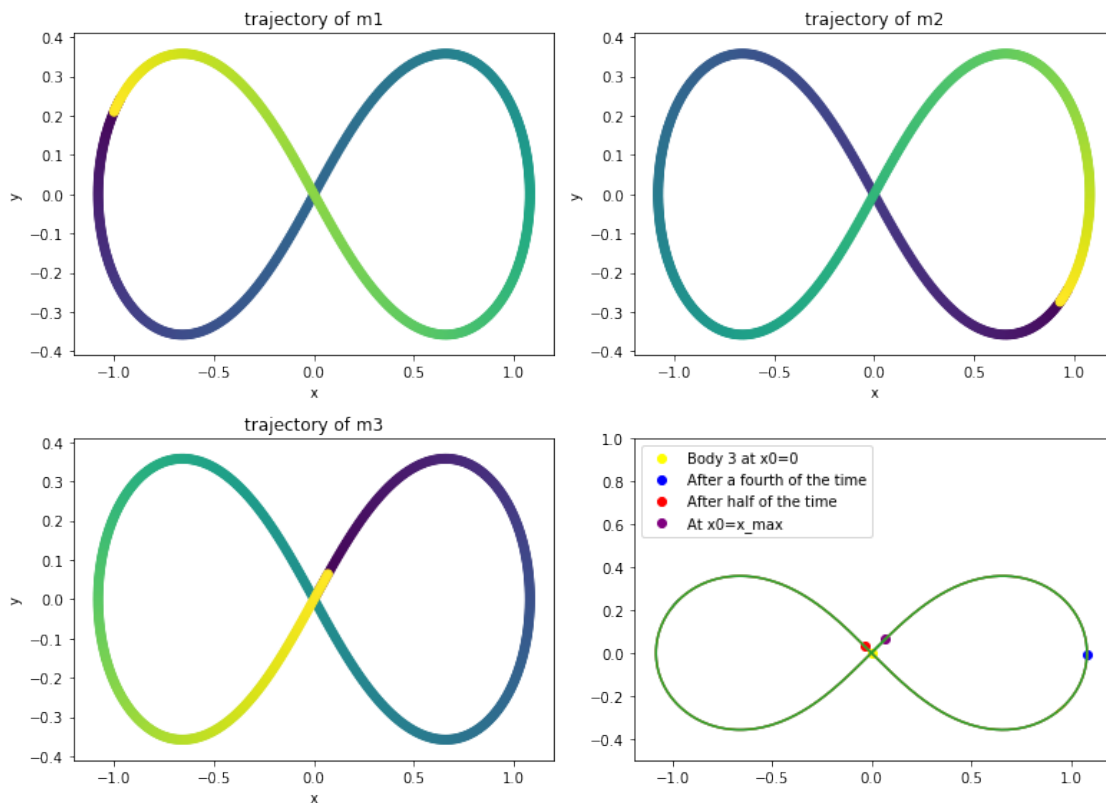 trajectory of m1
0.4
0.3
0.2
0.1
0.0
−0.1
−0.2
−0.3
−0.4
y
−1.0 −0.5 0.0 0.5 1.0
x
trajectory of m2
0.4
0.3
0.2
0.1
0.0
−0.1
−0.2
−0.3
−0.4
y
−1.0 −0.5 0.0 0.5 1.0
x
trajectory of m3
0.4
0.3
0.2
0.1
0.0
−0.1
−0.2
−0.3
−0.4
y
−1.0 −0.5 0.0 0.5 1.0
x
1.0
0.8
0.6
0.4
0.2
0.0
−0.2
−0.4
Body 3 at x0=0
After a fourth of the time
After half of the time
At x0=x_max
−1.0 −0.5 0.0 0.5 1.0